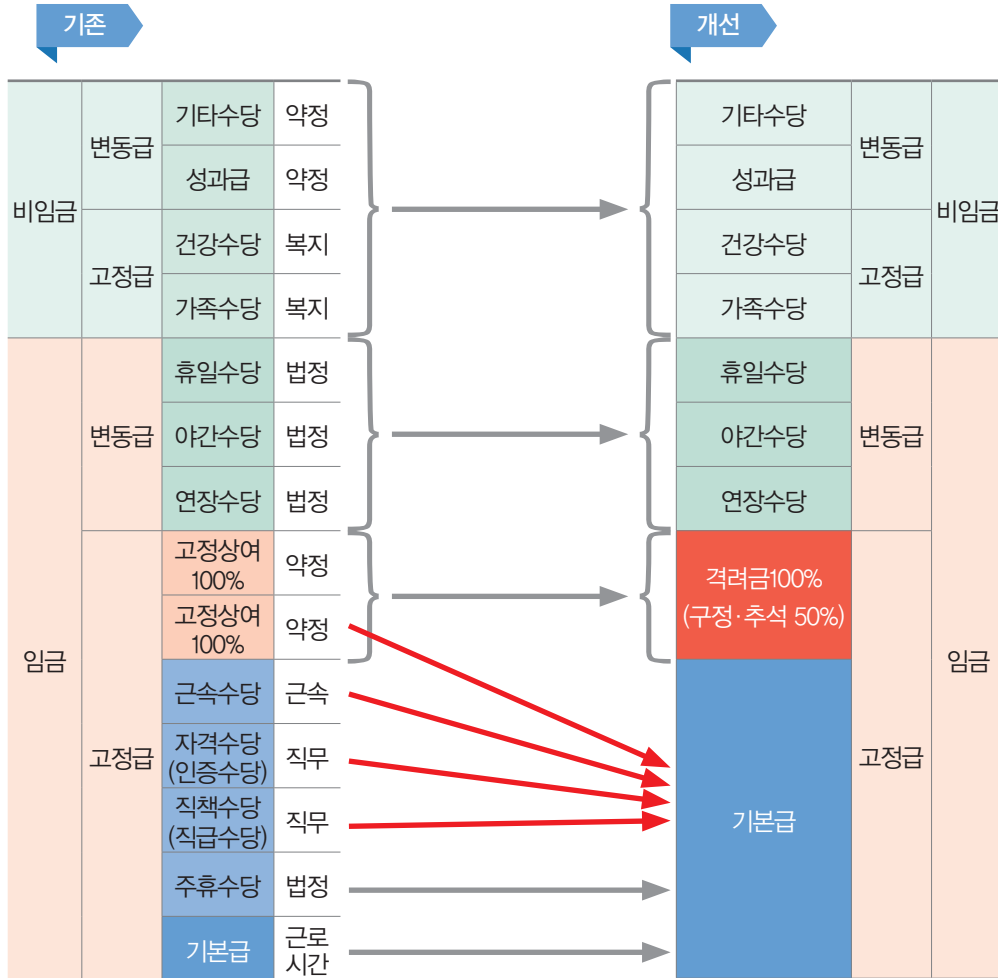 기존
비임금
변동급
기타수당
약정
성과급
약정
고정급
건강수당
복지
가족수당
복지
임금
변동급
휴일수당
법정
야간수당
법정
연장수당
법정
고정급
고정상여
100%
약정
고정상여
100%
약정
근속수당
근속
자격수당
(인증수당)
직무
직책수당
(직급수당)
직무
주휴수당
법정
기본급
근로
시간
개선
기타수당
변동급
비임금
성과급
건강수당
고정급
가족수당
휴일수당
변동급
임금
야간수당
연장수당
격려금100%
(구정·추석 50%)
고정급
기본급